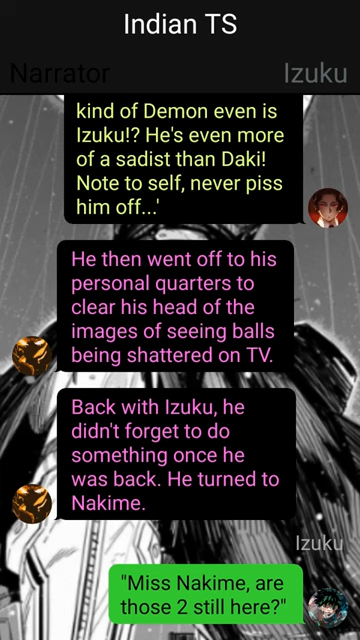 Indian TS
Narrator
Izuku
kind of Demon even is
Izuku!? He's even more
of a sadist than Daki!
Note to self, never piss
him off...'
He then went off to his
personal quarters to
clear his head of the
images of seeing balls
being shattered on TV.
Back with Izuku, he
didn't forget to do
something once he
was back. He turned to
Nakime.
Izuku
"Miss Nakime, are
those 2 still here?"